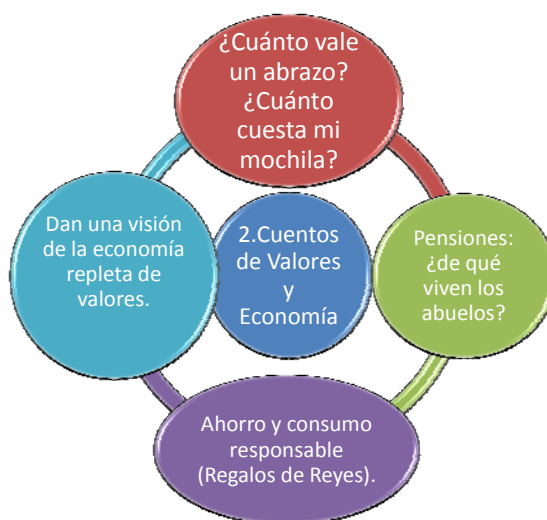 ¿Cuánto vale
un abrazo?
¿Cuánto
cuesta mi
mochila?
Dan una visión
de la economía
repleta de
valores.
2.Cuentos
de Valores
y
Economía
Pensiones:
¿de qué
viven los
abuelos?
Ahorro y consumo
responsable
(Regalos de Reyes).